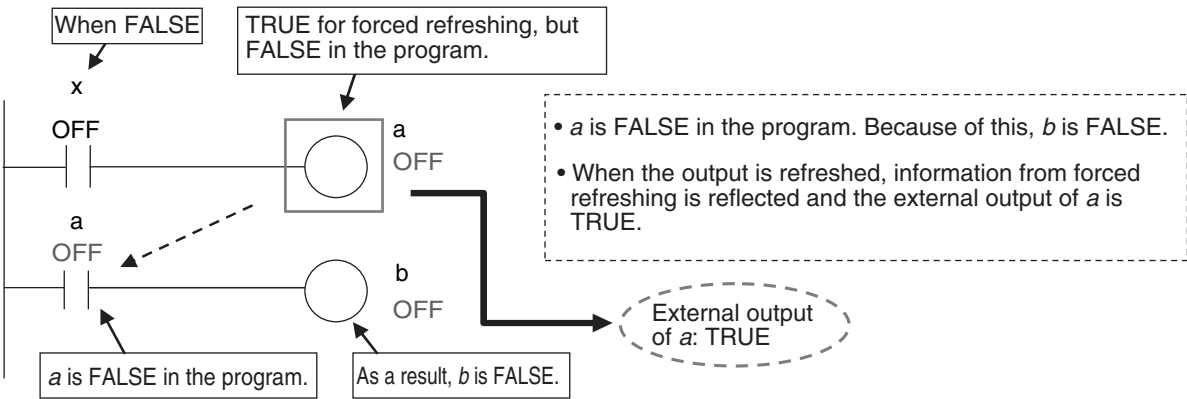 When FALSE
TRUE for forced refreshing, but
FALSE in the program.
x
OFF
a
OFF
a
OFF
b
OFF
a is FALSE in the program.
As a result, b is FALSE.
• a is FALSE in the program. Because of this, b is FALSE.
• When the output is refreshed, information from forced
refreshing is reflected and the external output of a is
TRUE.
External output
of a: TRUE